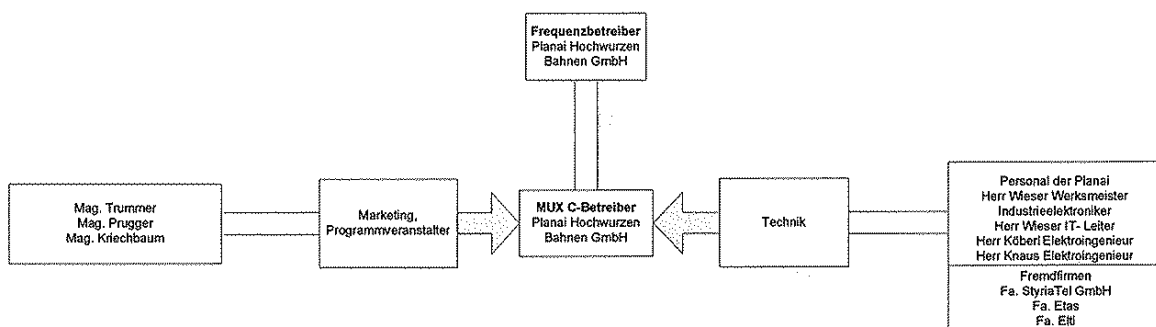 Frequenzbetreiber
Planai Hochwurzen
Bahnen GmbH
Mag. Trummer
Mag. Prugger
Mag. Kriechbaum
Marketing,
Programmveranstalter
MUX C-Betreiber
Planai Hochwurzen
Bahnen GmbH
Technik
Personal der Planai
Herr Wieser Werksmeister
Industrieelektroniker
Herr Wieser IT- Leiter
Herr Köberl Elektroingenieur
Herr Knaus Elektroingenieur
Fremdfirmen
Fa. StyriaTel GmbH
Fa. Etas
Fa. Elti